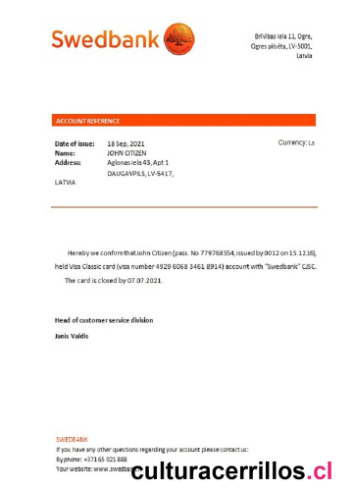 Swedbank
Brīvības iela 11, Ogre,
Ogres pilsēta, LV-5001,
Latvia
ACCOUNT REFERENCE
Date of issue: 18 Sep, 2021
Currency: Ls
Name: JOHN CITIZEN
Address: Aglonas iela 43, Apt 1
DAUGAVPILS, LV-5417,
LATVIA
Hereby we confirm that John Citizen (pass. No 779768554, issued by 0012 on 15.12.16),
held Visa Classic card (visa number 4929 6068 3461 8914) account with "Swedbank" CJSC.
The card is closed by 07.07.2021.
Head of customer service division
Janis Valdis
SWEDBANK
If you have any other questions regarding your account please contact us:
By phone: +371 65 021 888
Your website: www.swedbank
culturacerrillos.cl